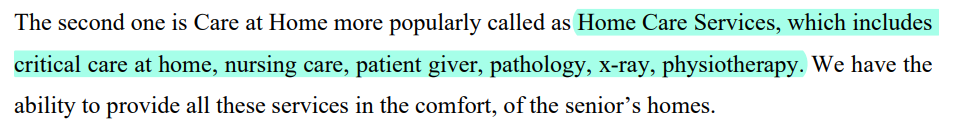 The second one is Care at Home more popularly called as Home Care Services, which includes
critical care at home, nursing care, patient giver, pathology, x-ray, physiotherapy. We have the
ability to provide all these services in the comfort, of the senior’s homes.